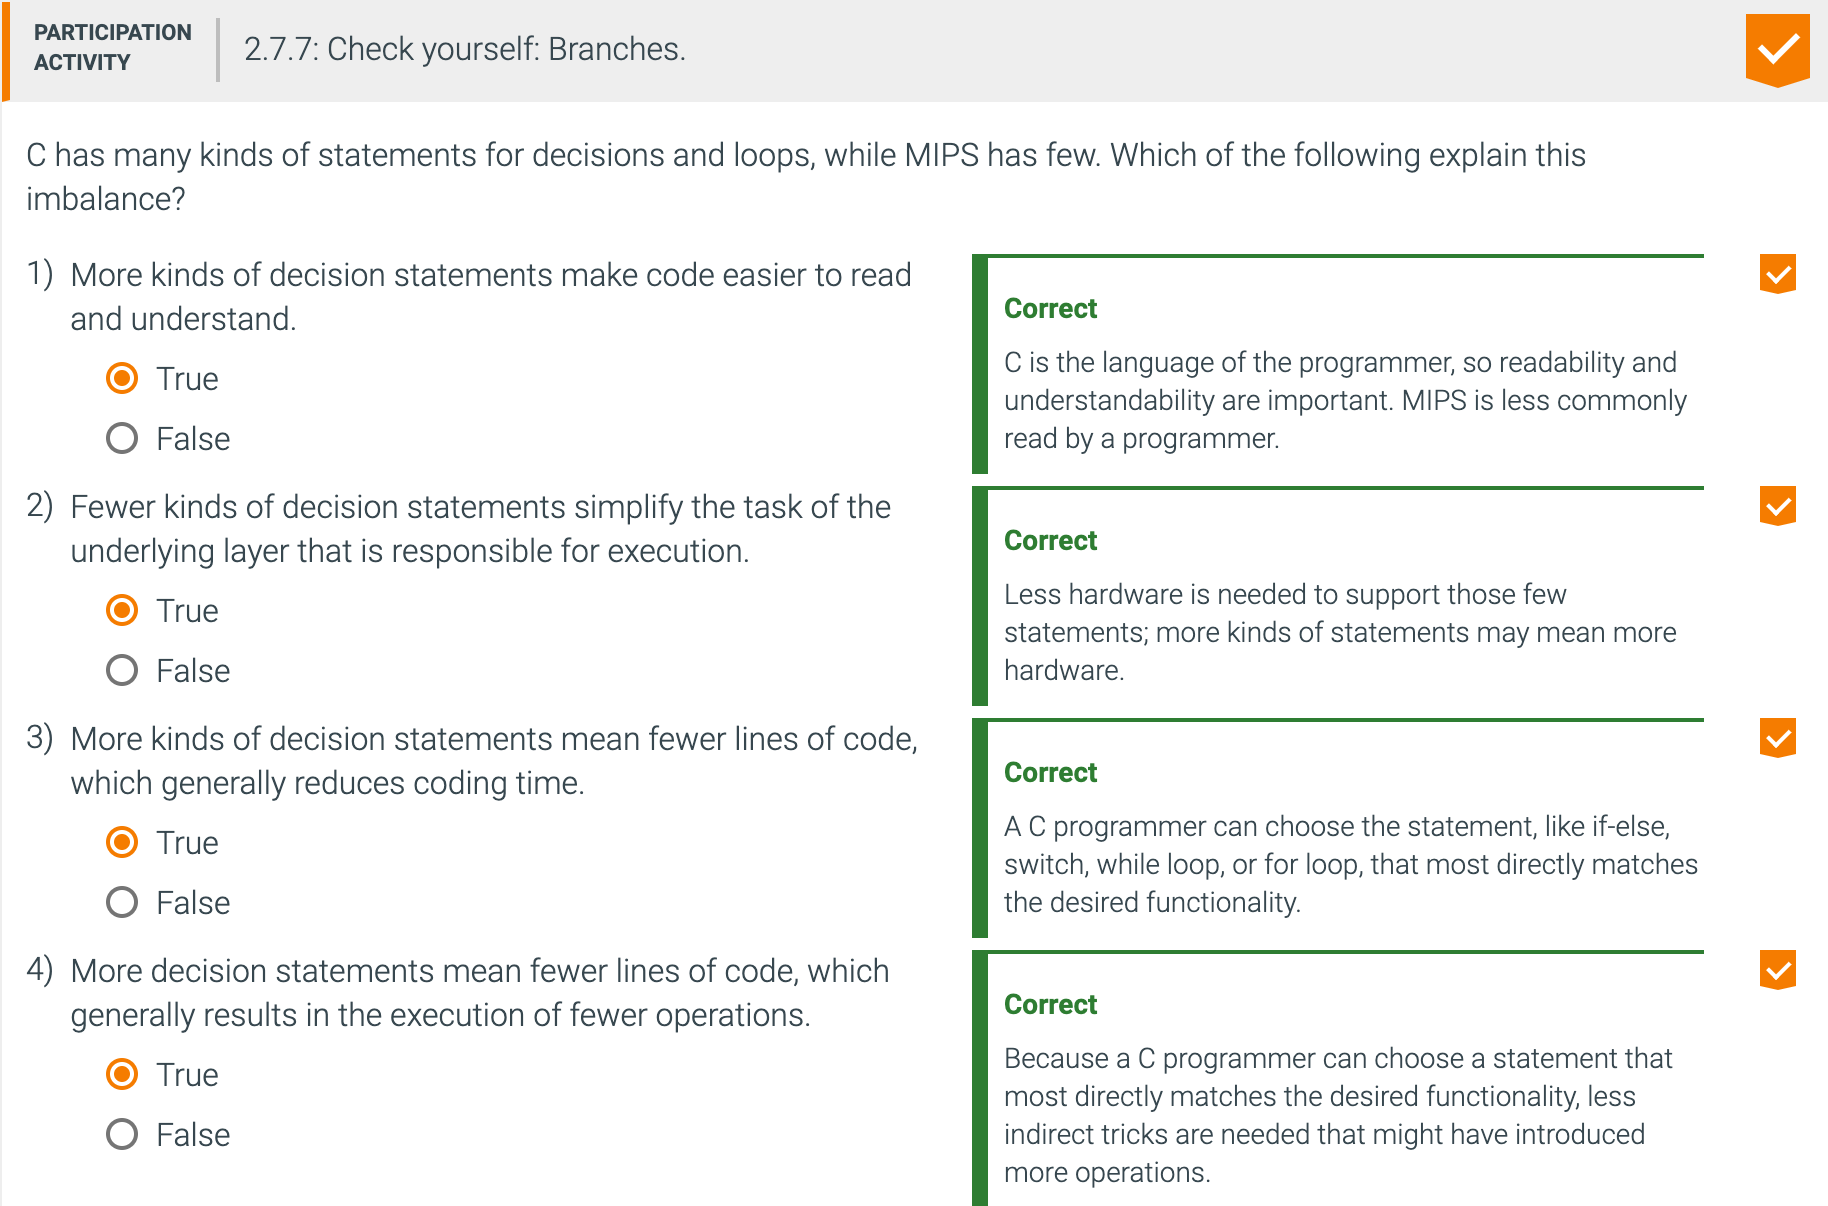 PARTICIPATION
ACTIVITY
2.7.7: Check yourself: Branches.
C has many kinds of statements for decisions and loops, while MIPS has few. Which of the following explain this
imbalance?
1) More kinds of decision statements make code easier to read
and understand.
True
False
Correct
C is the language of the programmer, so readability and
understandability are important. MIPS is less commonly
read by a programmer.
2) Fewer kinds of decision statements simplify the task of the
underlying layer that is responsible for execution.
True
False
Correct
Less hardware is needed to support those few
statements; more kinds of statements may mean more
hardware.
3) More kinds of decision statements mean fewer lines of code,
which generally reduces coding time.
True
False
Correct
A C programmer can choose the statement, like if-else,
switch, while loop, or for loop, that most directly matches
the desired functionality.
4) More decision statements mean fewer lines of code, which
generally results in the execution of fewer operations.
True
False
Correct
Because a C programmer can choose a statement that
most directly matches the desired functionality, less
indirect tricks are needed that might have introduced
more operations.